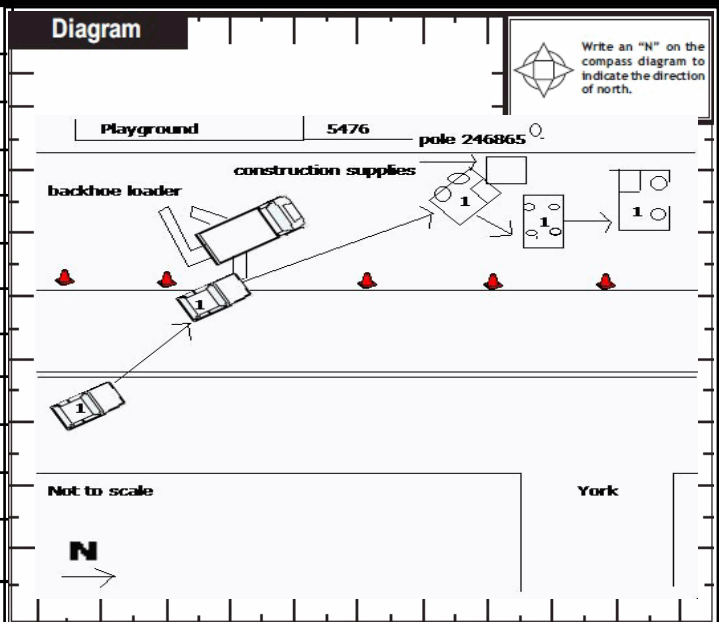 Diagram
Write an “N” on the
compass diagram to
indicate the direction
of north.
Playground
5476
pole 246865
construction supplies
backhoe loader
1
1
1
1
1
Not to scale
York
N